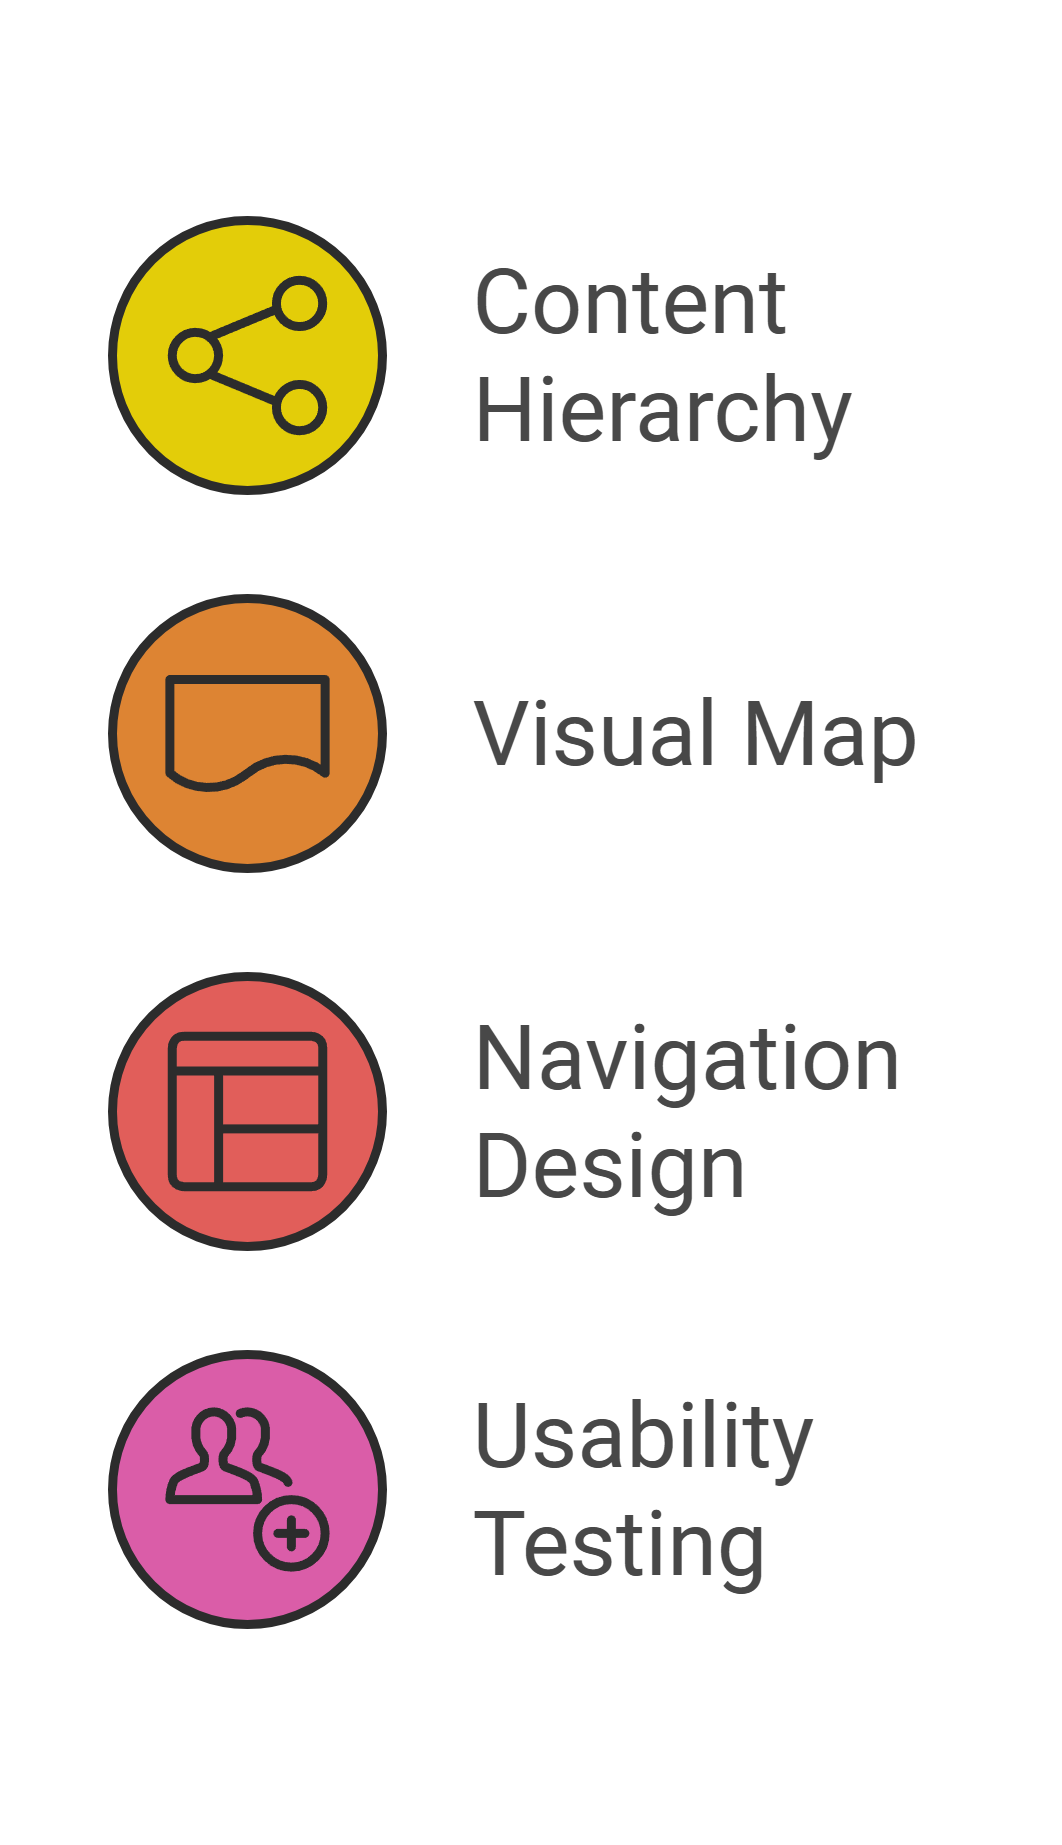 Content
Hierarchy
Visual Map
Navigation
Design
Usability
Testing